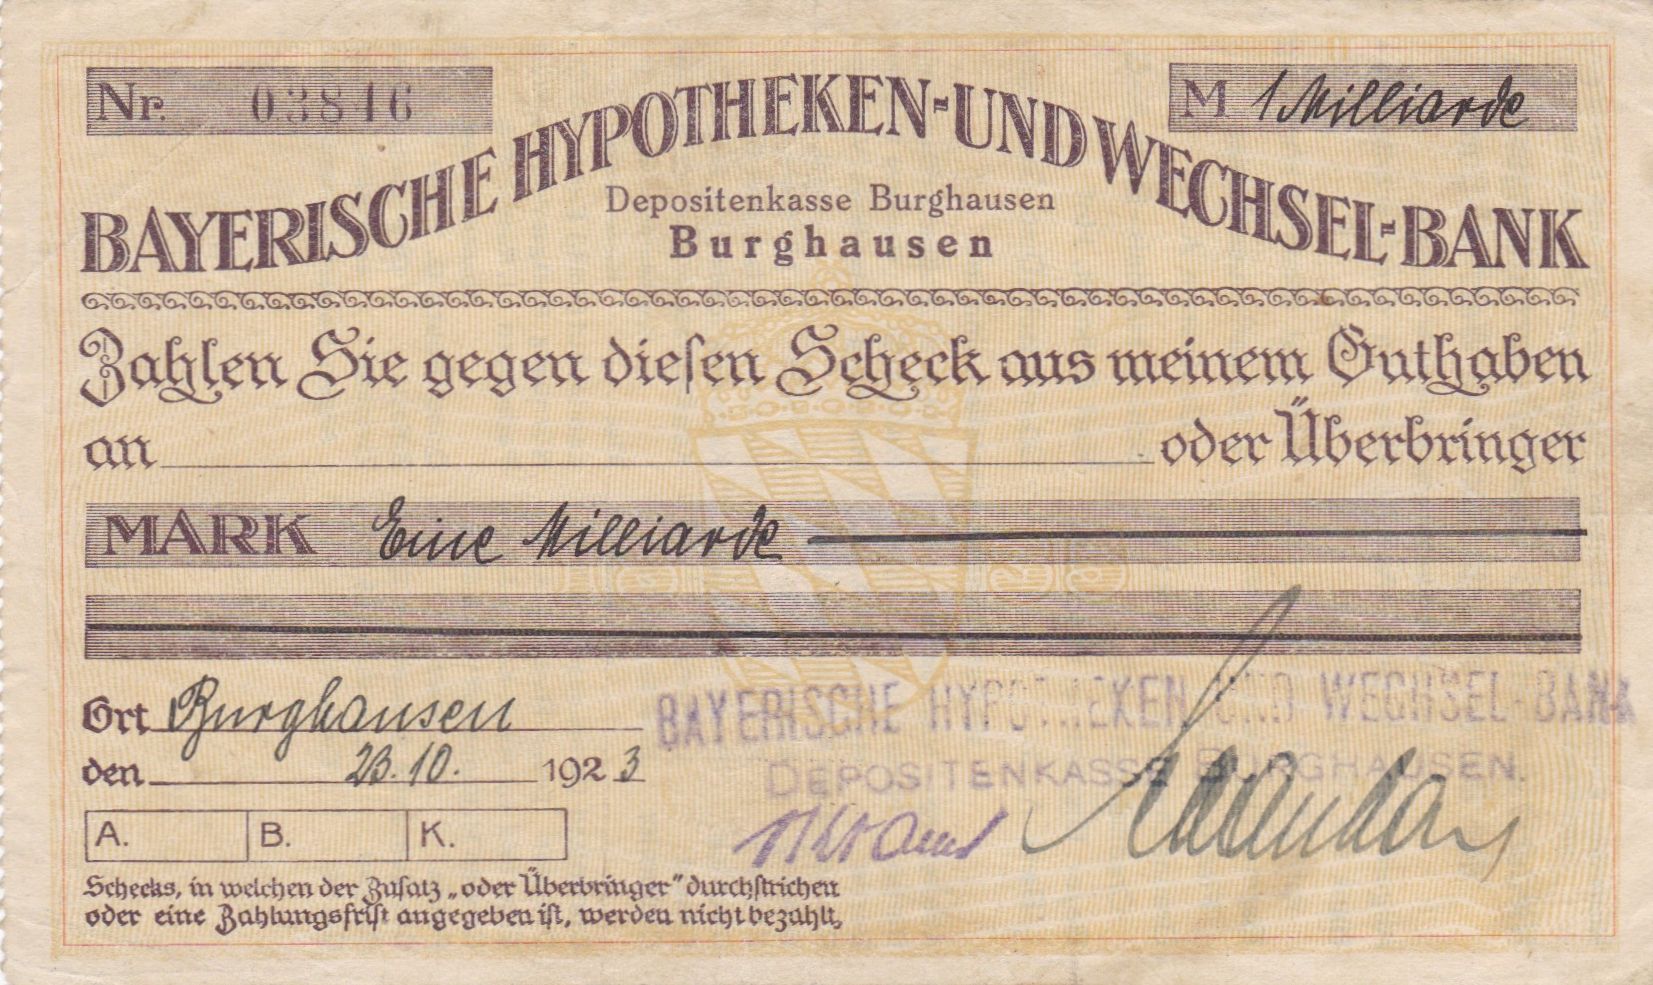 Nr. 03846
M 1 Milliarde
BAYERISCHE HYPOTHEKEN-UND WECHSEL-BANK
Depositenkasse Burghausen
Burghausen
Zahlen Sie gegen diesen Scheck aus meinem Guthaben
an oder Überbringer
MARK Eine Milliarde
Ort Burghausen
den 23.10. 1923
BAYERISCHE HYPOTHEKEN UND WECHSEL-BANK
DEPOSITENKASSE BURGHAUSEN.
A. B. K.
Schecks, in welchen der Zusatz „oder Überbringer" durchstrichen
oder eine Zahlungsfrist angegeben ist, werden nicht bezahlt.